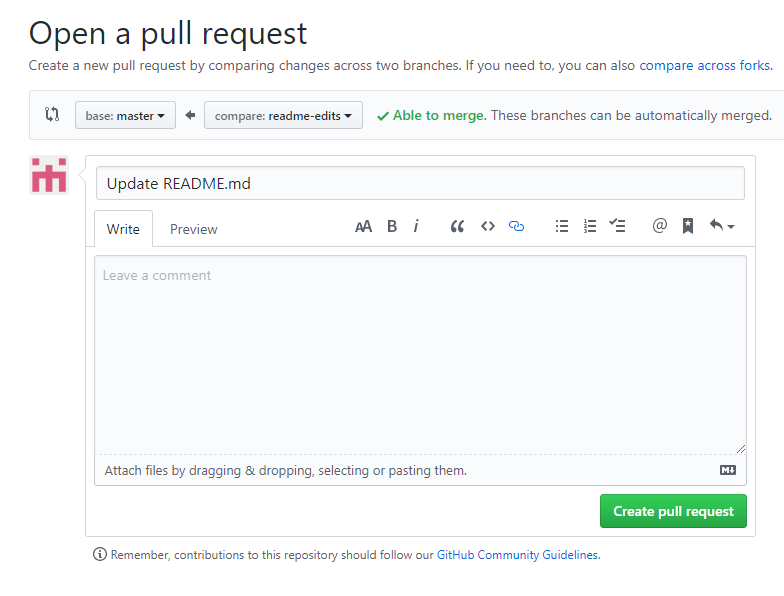 Open a pull request
Create a new pull request by comparing changes across two branches. If you need to, you can also compare across forks.
base: master compare: readme-edits Able to merge. These branches can be automatically merged.
Update README.md
Write Preview AA B i @
Leave a comment
Attach files by dragging & dropping, selecting or pasting them.
Create pull request
Remember, contributions to this repository should follow our GitHub Community Guidelines.